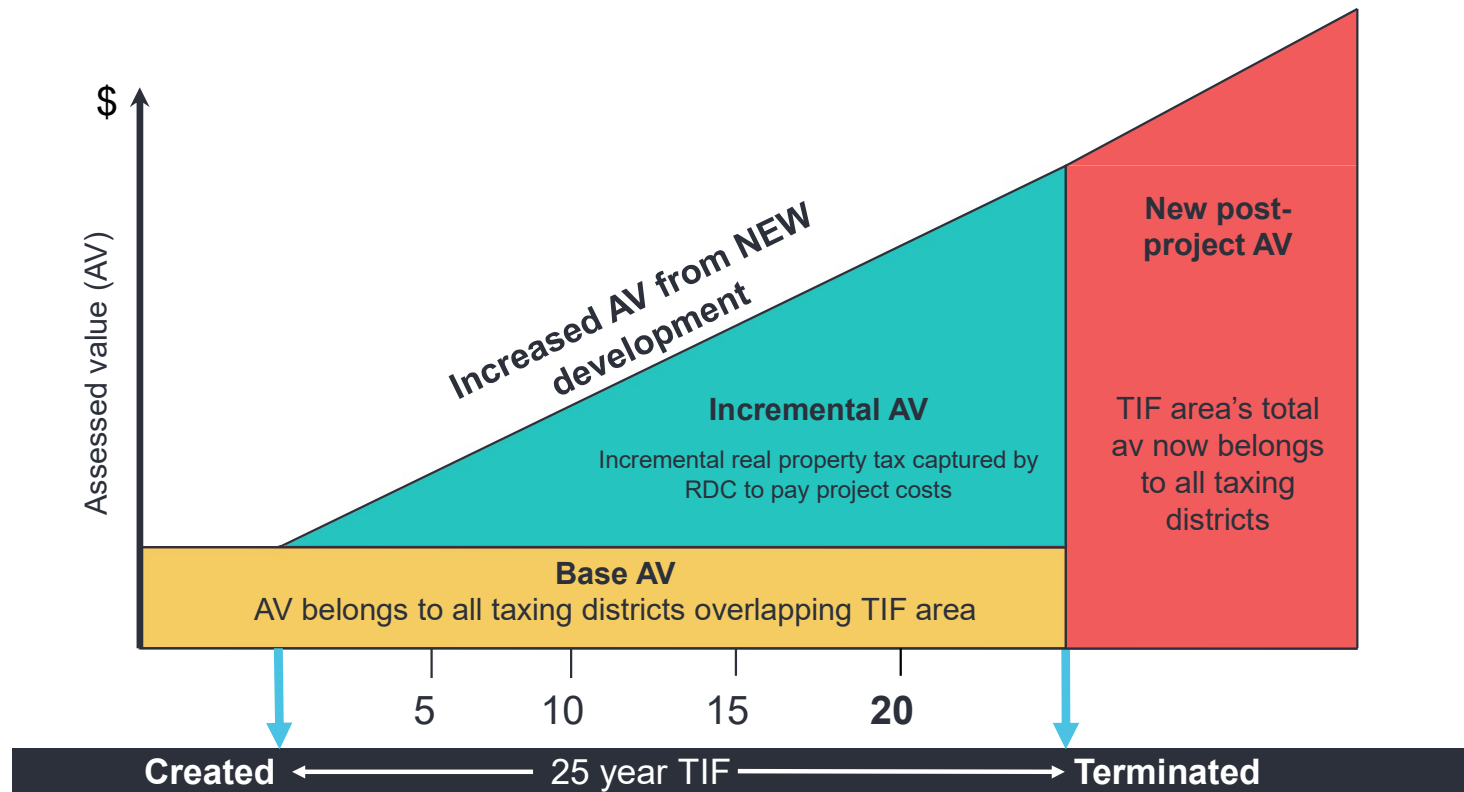 $
Assessed value (AV)
Increased AV from NEW
development
New post-
project AV
Incremental AV
Incremental real property tax captured by
RDC to pay project costs
TIF area’s total
av now belongs
to all taxing
districts
Base AV
AV belongs to all taxing districts overlapping TIF area
5 10 15 20
Created 25 year TIF Terminated